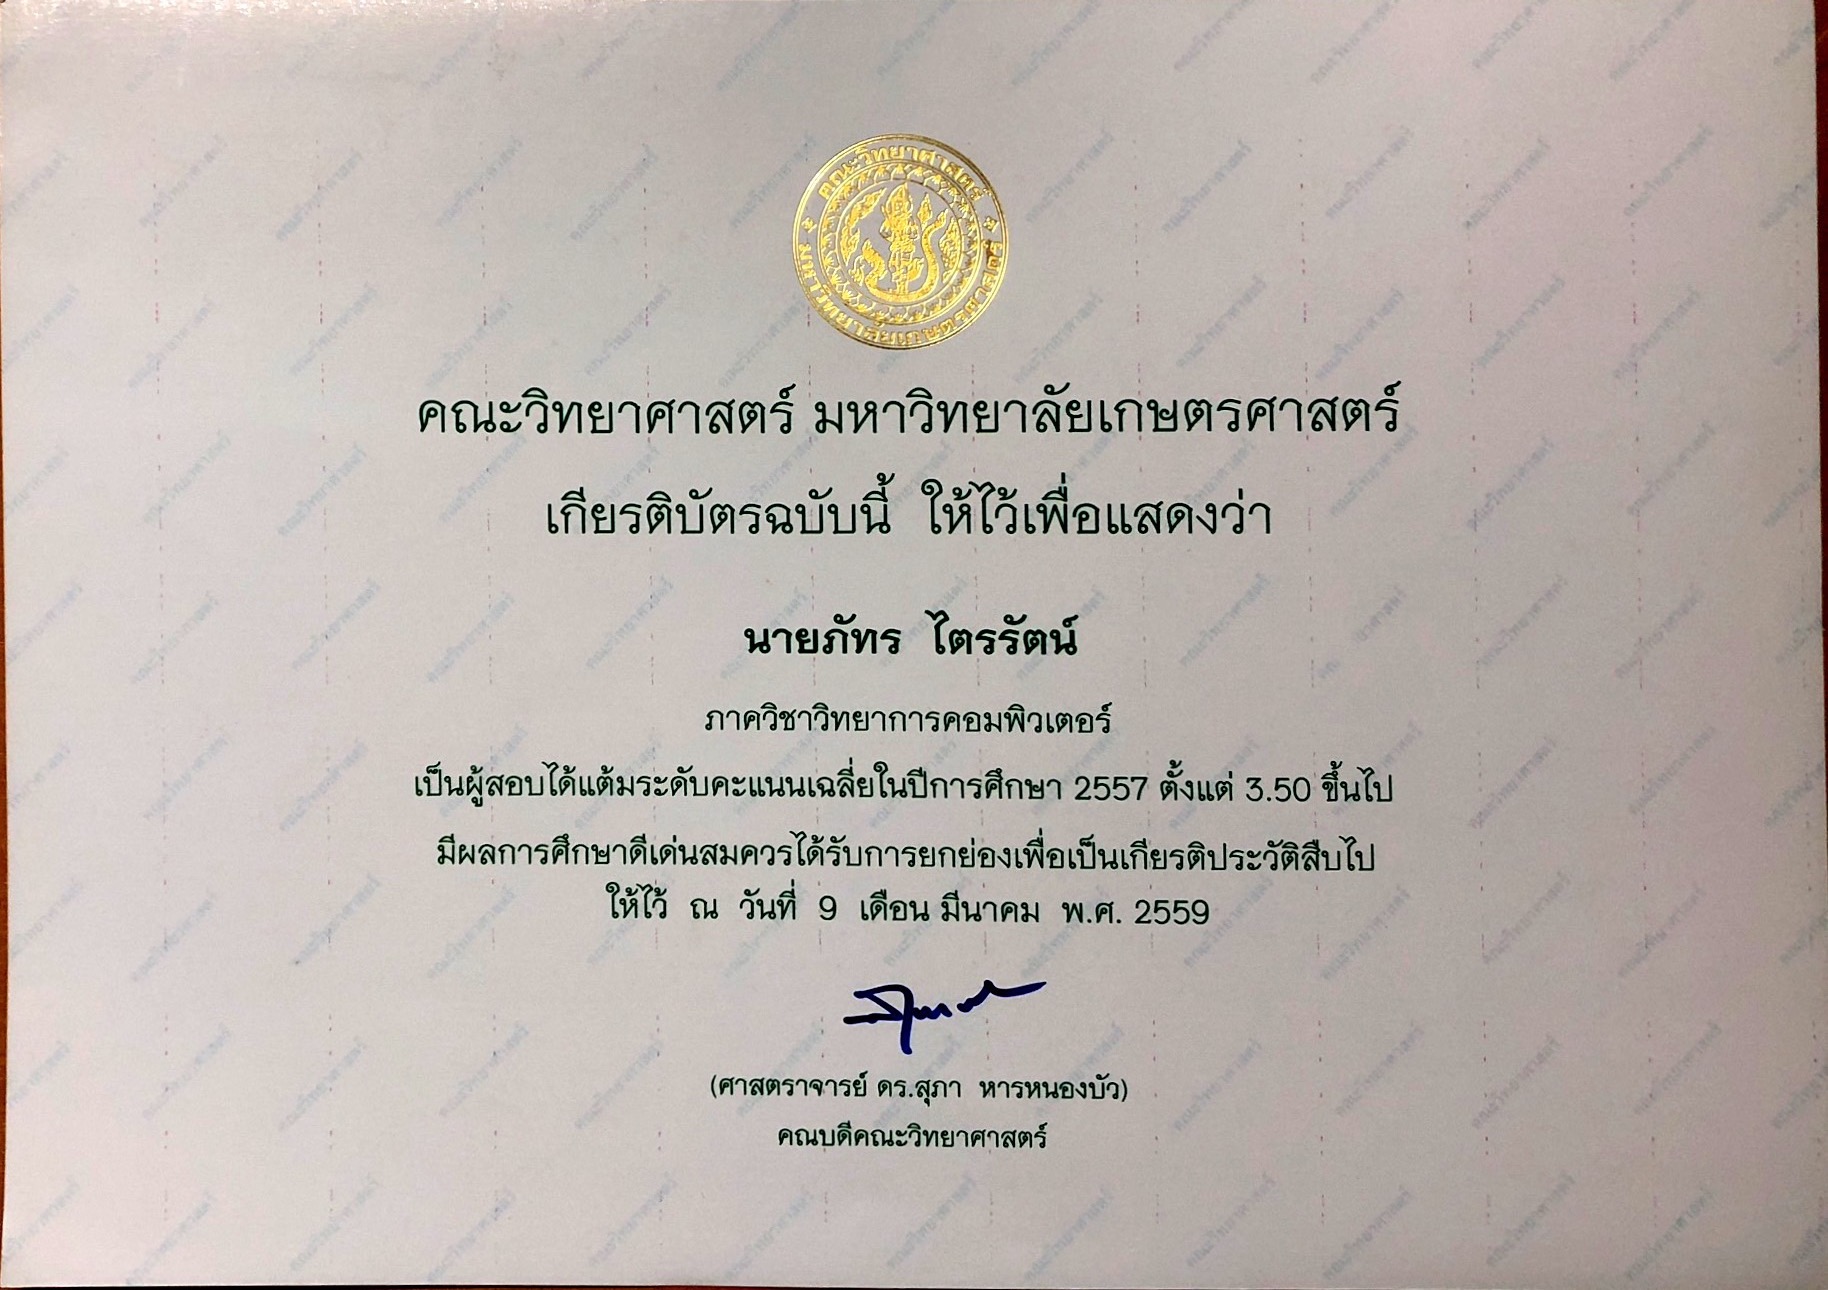 คณะวิทยาศาสตร์
มหาวิทยาลัยเกษตรศาสตร์
คณะวิทยาศาสตร์ มหาวิทยาลัยเกษตรศาสตร์
เกียรติบัตรฉบับนี้ ให้ไว้เพื่อแสดงว่า
นายภัทร ไตรรัตน์
ภาควิชาวิทยาการคอมพิวเตอร์
เป็นผู้สอบได้แต้มระดับคะแนนเฉลี่ยในปีการศึกษา 2557 ตั้งแต่ 3.50 ขึ้นไป
มีผลการศึกษาดีเด่นสมควรได้รับการยกย่องเพื่อเป็นเกียรติประวัติสืบไป
ให้ไว้ ณ วันที่ 9 เดือน มีนาคม พ.ศ. 2559
(ศาสตราจารย์ ดร.สุภา หารหนองบัว)
คณบดีคณะวิทยาศาสตร์